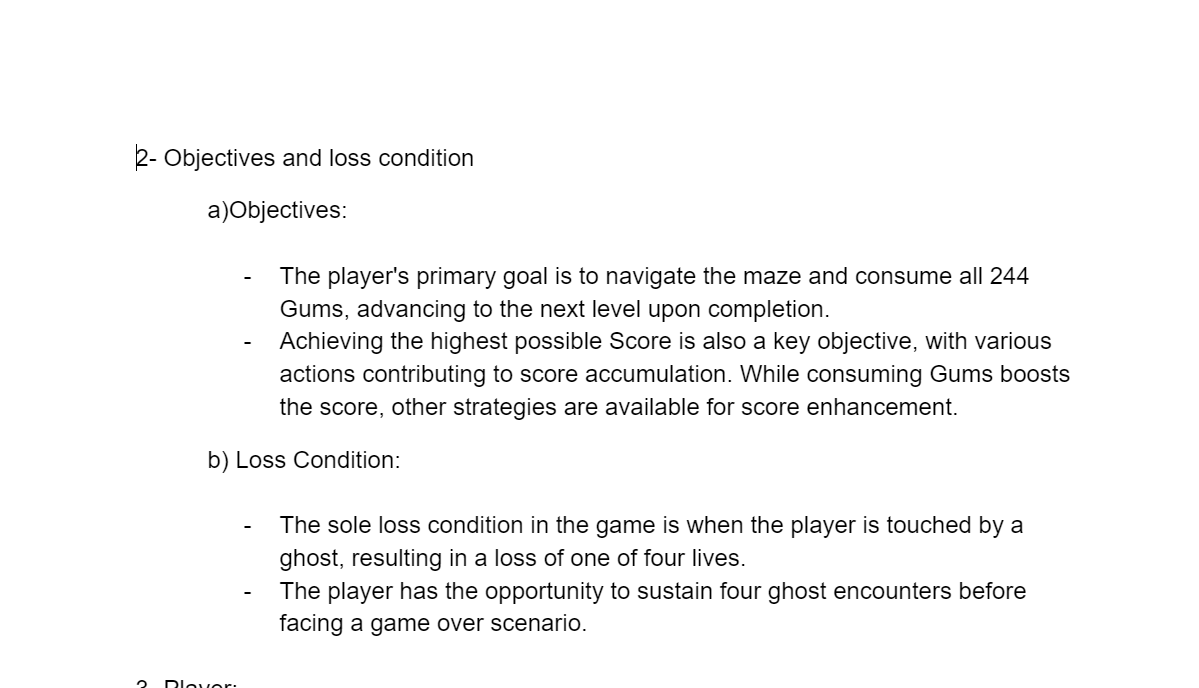 2- Objectives and loss condition
a)Objectives:
- The player's primary goal is to navigate the maze and consume all 244
Gums, advancing to the next level upon completion.
- Achieving the highest possible Score is also a key objective, with various
actions contributing to score accumulation. While consuming Gums boosts
the score, other strategies are available for score enhancement.
b) Loss Condition:
- The sole loss condition in the game is when the player is touched by a
ghost, resulting in a loss of one of four lives.
- The player has the opportunity to sustain four ghost encounters before
facing a game over scenario.
3- Player: